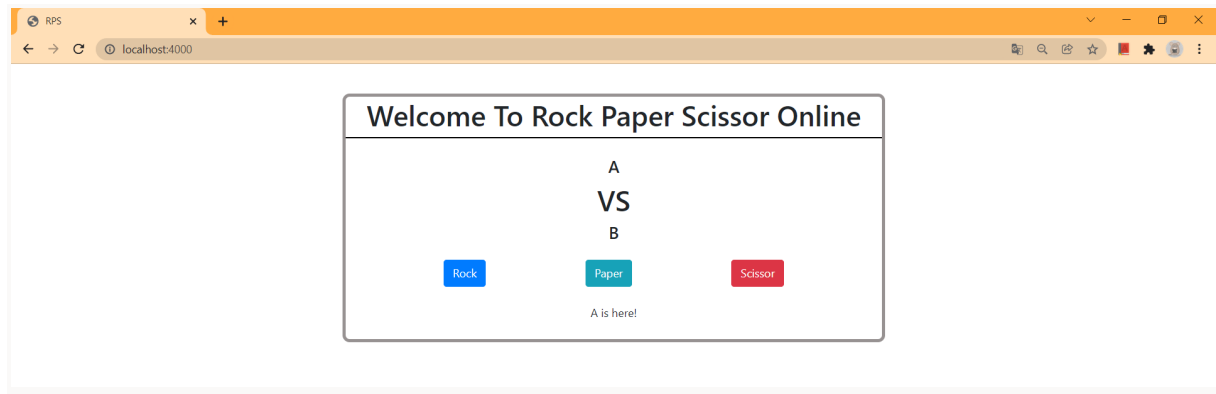 RPS
localhost:4000
Welcome To Rock Paper Scissor Online
A
VS
B
Rock Paper Scissor
A is here!